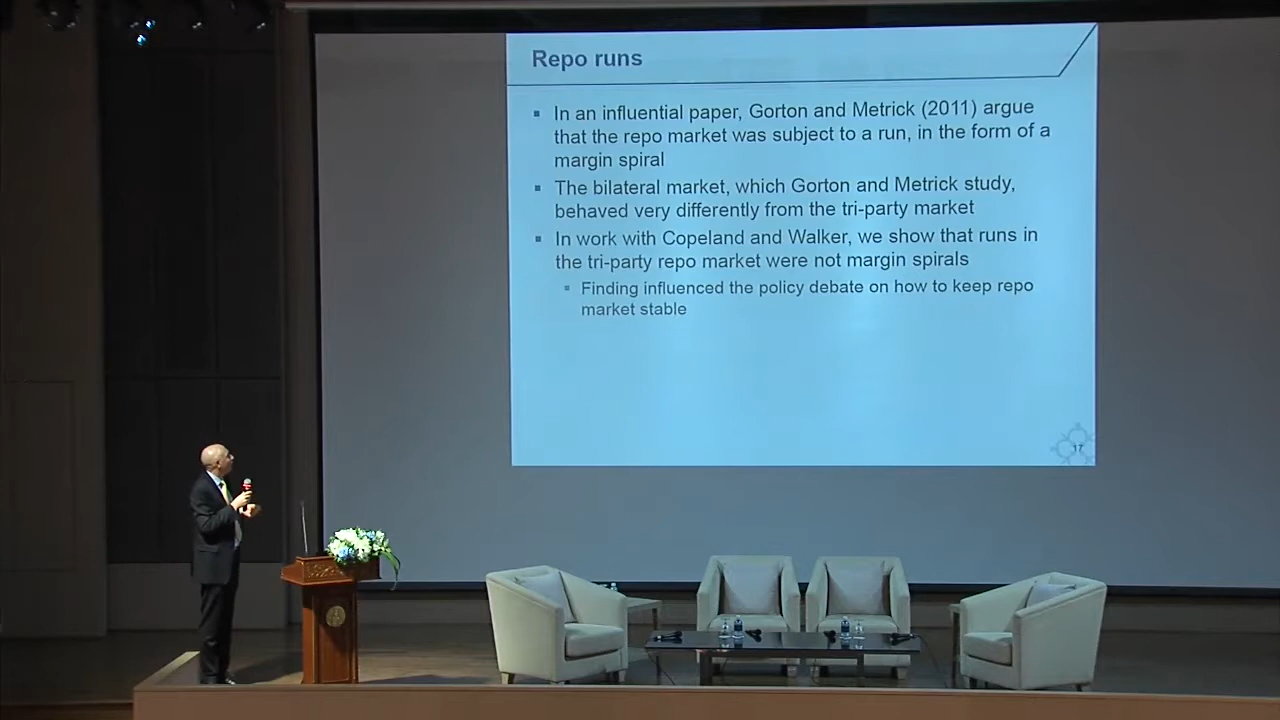 Repo runs
In an influential paper, Gorton and Metrick (2011) argue
that the repo market was subject to a run, in the form of a
margin spiral
The bilateral market, which Gorton and Metrick study,
behaved very differently from the tri-party market
In work with Copeland and Walker, we show that runs in
the tri-party repo market were not margin spirals
Finding influenced the policy debate on how to keep repo
market stable
17